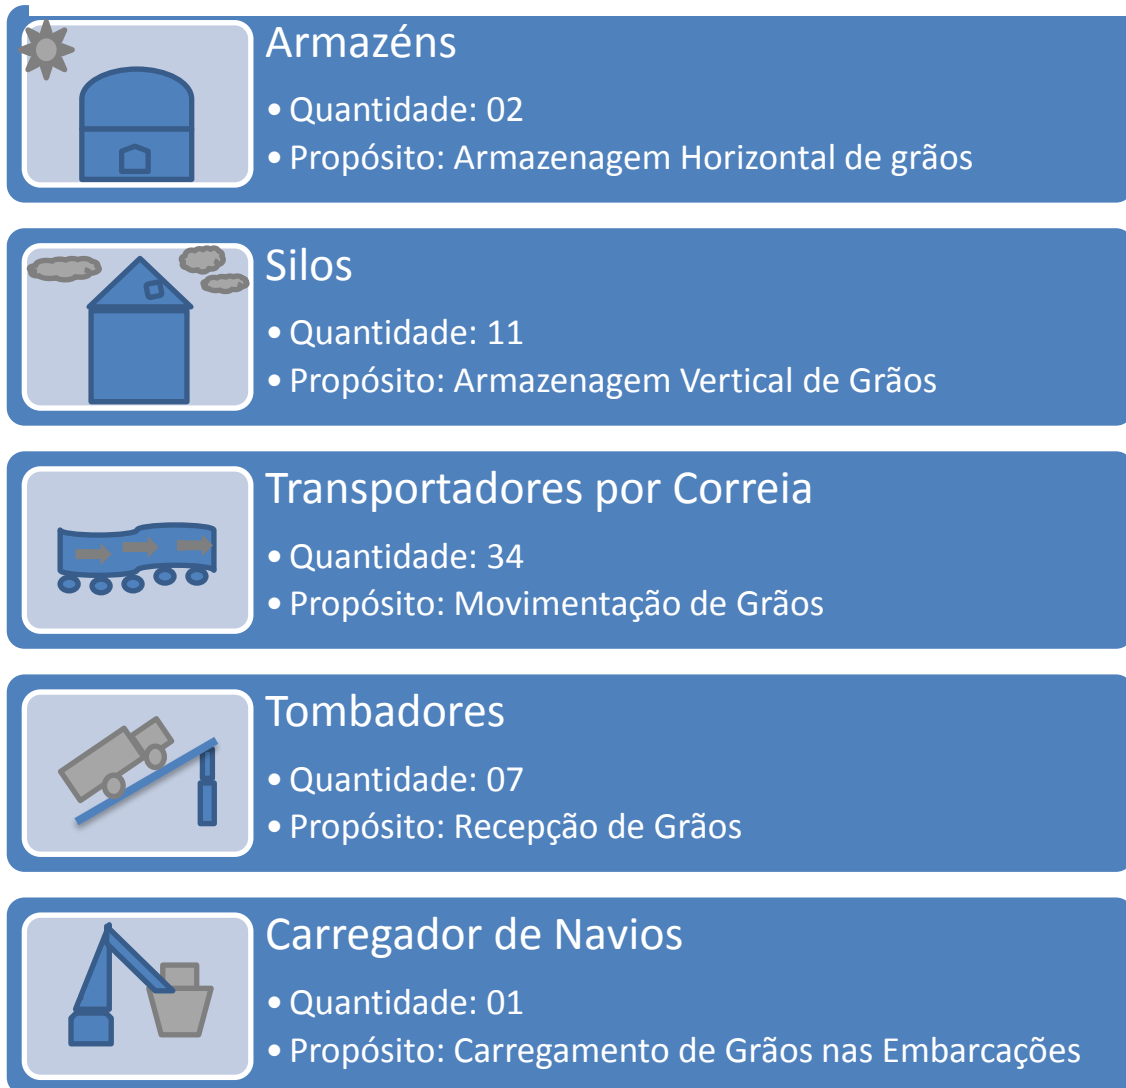 Armazéns
• Quantidade: 02
• Propósito: Armazenagem Horizontal de grãos
Silos
• Quantidade: 11
• Propósito: Armazenagem Vertical de Grãos
Transportadores por Correia
• Quantidade: 34
• Propósito: Movimentação de Grãos
Tombadores
• Quantidade: 07
• Propósito: Recepção de Grãos
Carregador de Navios
• Quantidade: 01
• Propósito: Carregamento de Grãos nas Embarcações